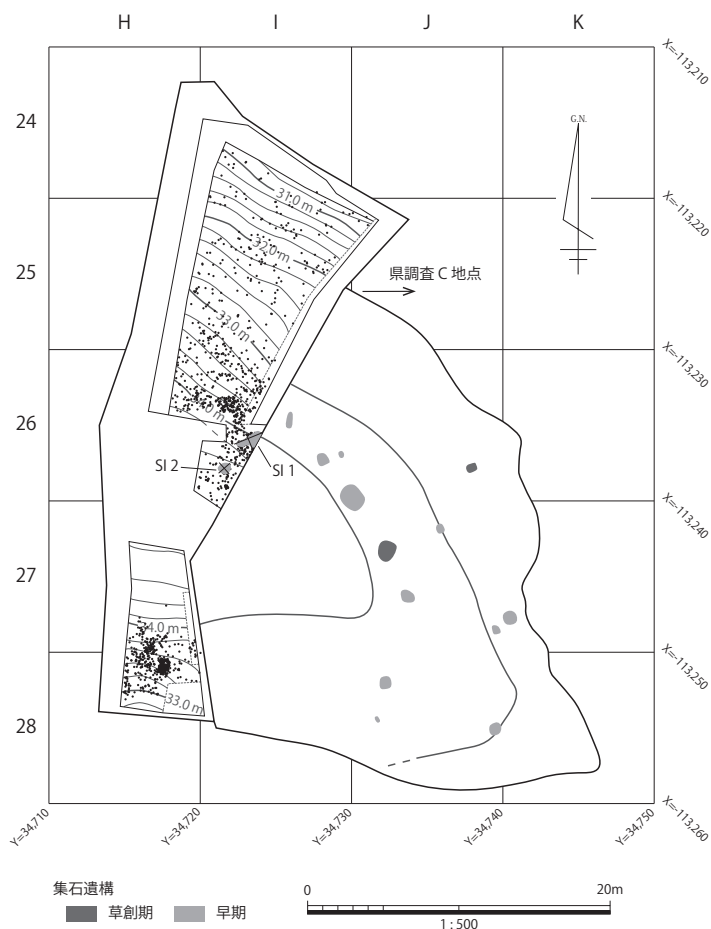 H I J K
X=-113,210
24
G.N.
31.0 m
X=-113,220
32.0 m
25
県調査 C 地点
33.0 m
X=-113,230
26
SI 2
SI 1
X=-113,240
27
34.0 m
X=-113,250
33.0 m
28
Y=34,710 Y=34,720 Y=34,730 Y=34,740 Y=34,750
X=-113,260
集石遺構
草創期 早期
0 20m
1 : 500